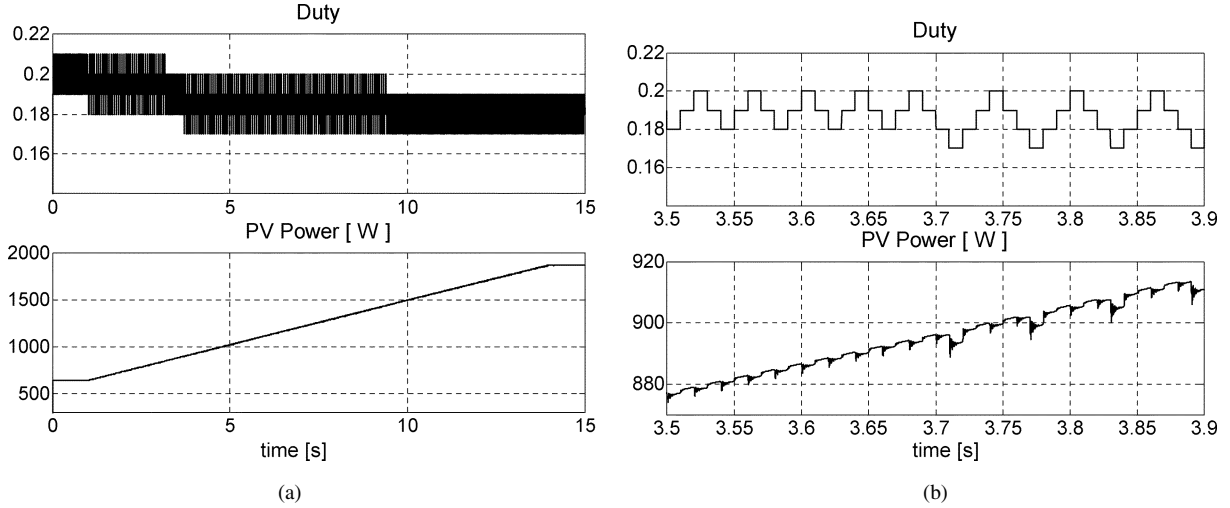 Duty
0.22
0.2
0.18
0.16
0 5 10 15
PV Power [ W ]
2000
1500
1000
500
0 5 10 15
time [s]
(a)
Duty
0.22
0.2
0.18
0.16
3.5 3.55 3.6 3.65 3.7 3.75 3.8 3.85 3.9
PV Power [ W ]
920
900
880
3.5 3.55 3.6 3.65 3.7 3.75 3.8 3.85 3.9
time [s]
(b)